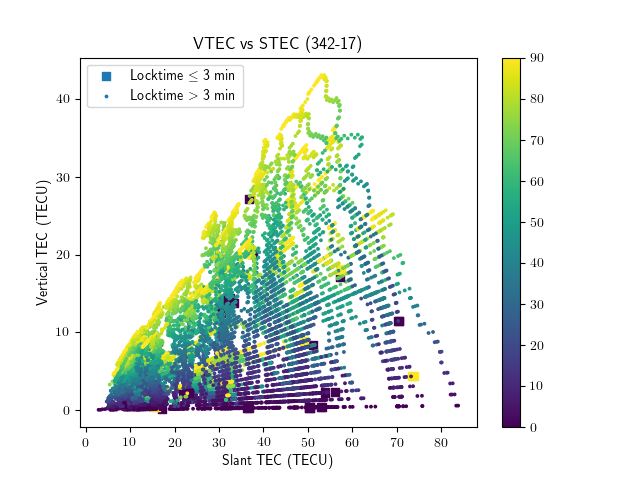 VTEC vs STEC (342-17)
Locktime ≤ 3 min
Locktime > 3 min
Vertical TEC (TECU)
40
30
20
10
0
0 10 20 30 40 50 60 70 80
Slant TEC (TECU)
90
80
70
60
50
40
30
20
10
0